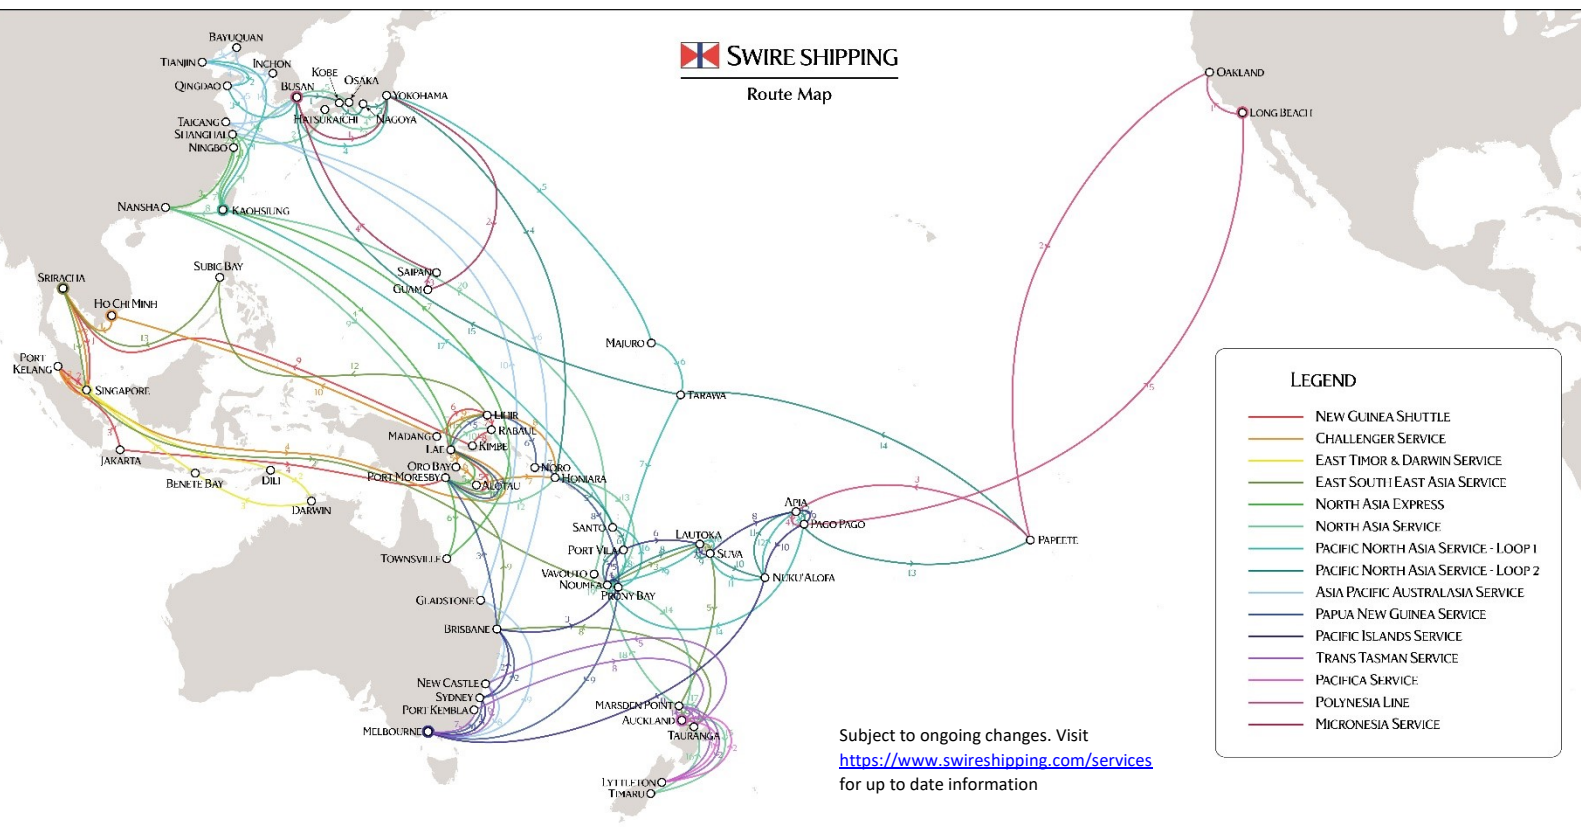 SWIRE SHIPPING
Route Map
BAYUQUAN
TIANJIN
INCHON
QINGDAO
BUSAN
KOBE
OSAKA
YOKOHAMA
HATSUKAICHI
NAGOYA
TAICANG
SHANGHAI
NINGBO
NANSHA
KAOHSIUNG
OAKLAND
LONG BEACH
SAIPAN
GUAM
SUBIC BAY
SRIRACHA
HO CHI MINH
PORT
KELANG
SINGAPORE
JAKARTA
BENETE BAY
DILI
DARWIN
MAJURO
TARAWA
LIHIR
RABAUL
MADANG
LAE
KIMBE
ORO BAY
PORT MORESBY
ALOTAU
NORO
HONIARA
TOWNSVILLE
SANTO
PORT VILA
VAVOUTO
NOUMEA
PRONY BAY
LAUTOKA
SUVA
APIA
PAGO PAGO
NUKU'ALOFA
PAPEETE
GLADSTONE
BRISBANE
NEW CASTLE
SYDNEY
PORT KEMBLA
MELBOURNE
MARSDEN POINT
AUCKLAND
TAURANGA
LYTTLETON
TIMARU
LEGEND
NEW GUINEA SHUTTLE
CHALLENGER SERVICE
EAST TIMOR & DARWIN SERVICE
EAST SOUTH EAST ASIA SERVICE
NORTH ASIA EXPRESS
NORTH ASIA SERVICE
PACIFIC NORTH ASIA SERVICE - LOOP 1
PACIFIC NORTH ASIA SERVICE - LOOP 2
ASIA PACIFIC AUSTRALASIA SERVICE
PAPUA NEW GUINEA SERVICE
PACIFIC ISLANDS SERVICE
TRANS TASMAN SERVICE
PACIFICA SERVICE
POLYNESIA LINE
MICRONESIA SERVICE
Subject to ongoing changes. Visit
https://www.swireshipping.com/services
for up to date information